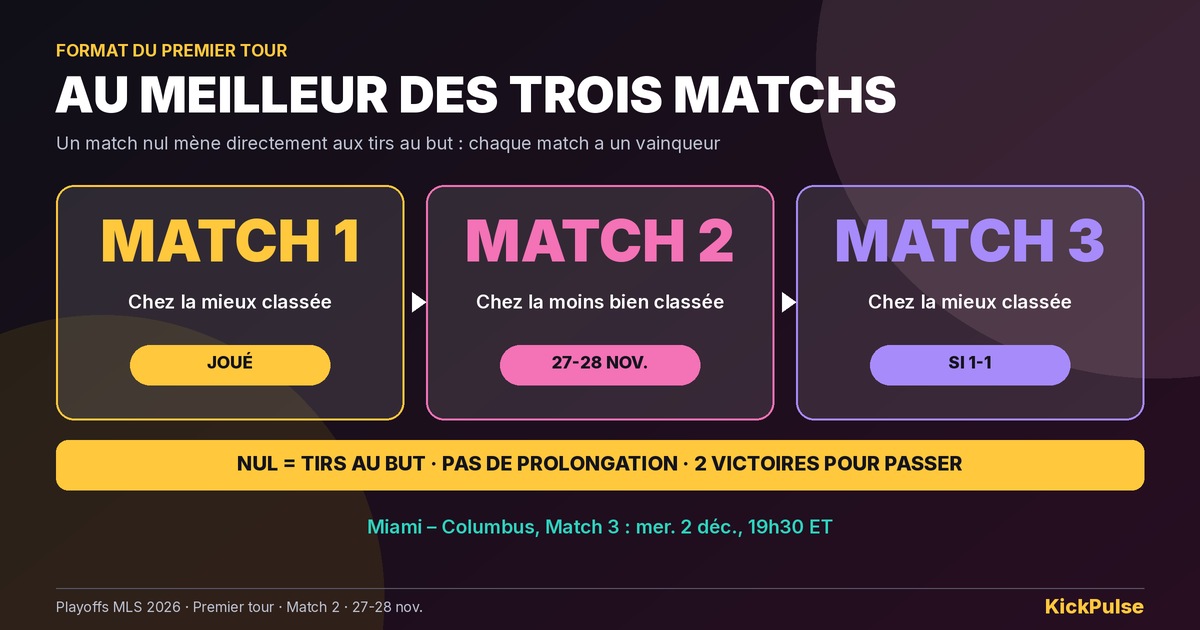 FORMAT DU PREMIER TOUR
AU MEILLEUR DES TROIS MATCHS
Un match nul mène directement aux tirs au but : chaque match a un vainqueur
MATCH 1
Chez la mieux classée
JOUÉ
MATCH 2
Chez la moins bien classée
27-28 NOV.
MATCH 3
Chez la mieux classée
SI 1-1
NUL = TIRS AU BUT · PAS DE PROLONGATION · 2 VICTOIRES POUR PASSER
Miami – Columbus, Match 3 : mer. 2 déc., 19h30 ET
Playoffs MLS 2026 · Premier tour · Match 2 · 27-28 nov.
KickPulse